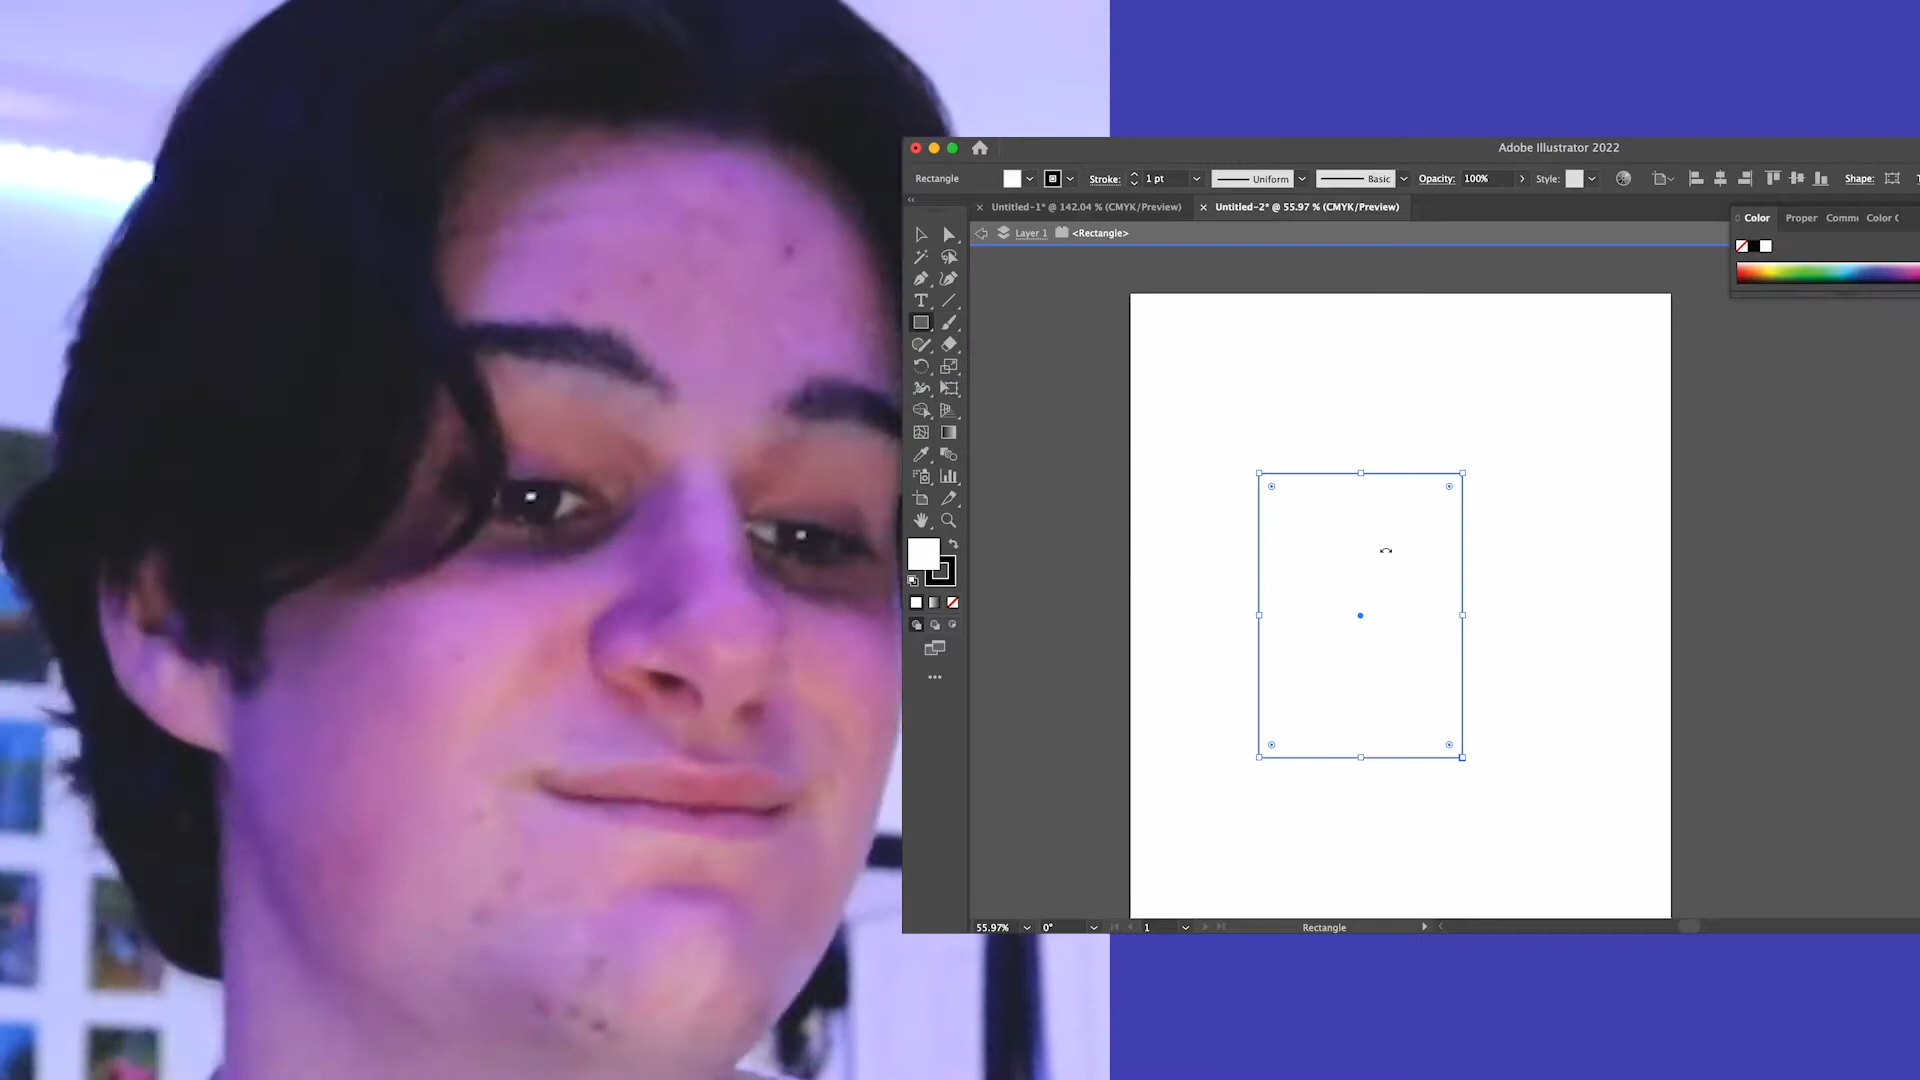 Adobe Illustrator 2022
Rectangle
Stroke: 1 pt Uniform Basic Opacity: 100% Style: Shape:
Untitled-1* @ 142.04 % (CMYK/Preview) Untitled-2* @ 55.97 % (CMYK/Preview)
Color Proper Comme Color
Layer 1 <Rectangle>
T
55.97% 0° 1 Rectangle